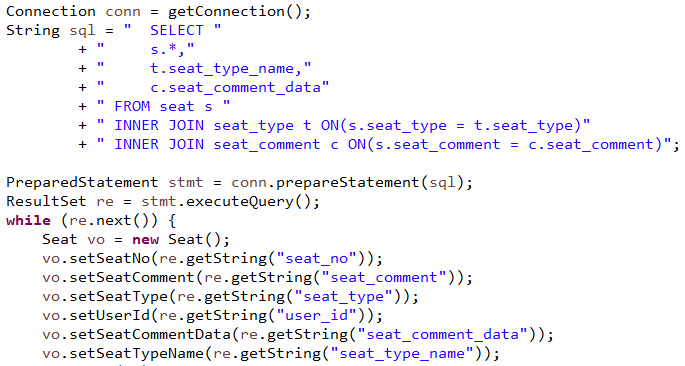 Connection conn = getConnection();
String sql = "  SELECT "
        + "     s.*,"
        + "     t.seat_type_name,"
        + "     c.seat_comment_data"
        + " FROM seat s "
        + " INNER JOIN seat_type t ON(s.seat_type = t.seat_type)"
        + " INNER JOIN seat_comment c ON(s.seat_comment = c.seat_comment)";

PreparedStatement stmt = conn.prepareStatement(sql);
ResultSet re = stmt.executeQuery();
while (re.next()) {
    Seat vo = new Seat();
    vo.setSeatNo(re.getString("seat_no"));
    vo.setSeatComment(re.getString("seat_comment"));
    vo.setSeatType(re.getString("seat_type"));
    vo.setUserId(re.getString("user_id"));
    vo.setSeatCommentData(re.getString("seat_comment_data"));
    vo.setSeatTypeName(re.getString("seat_type_name"));